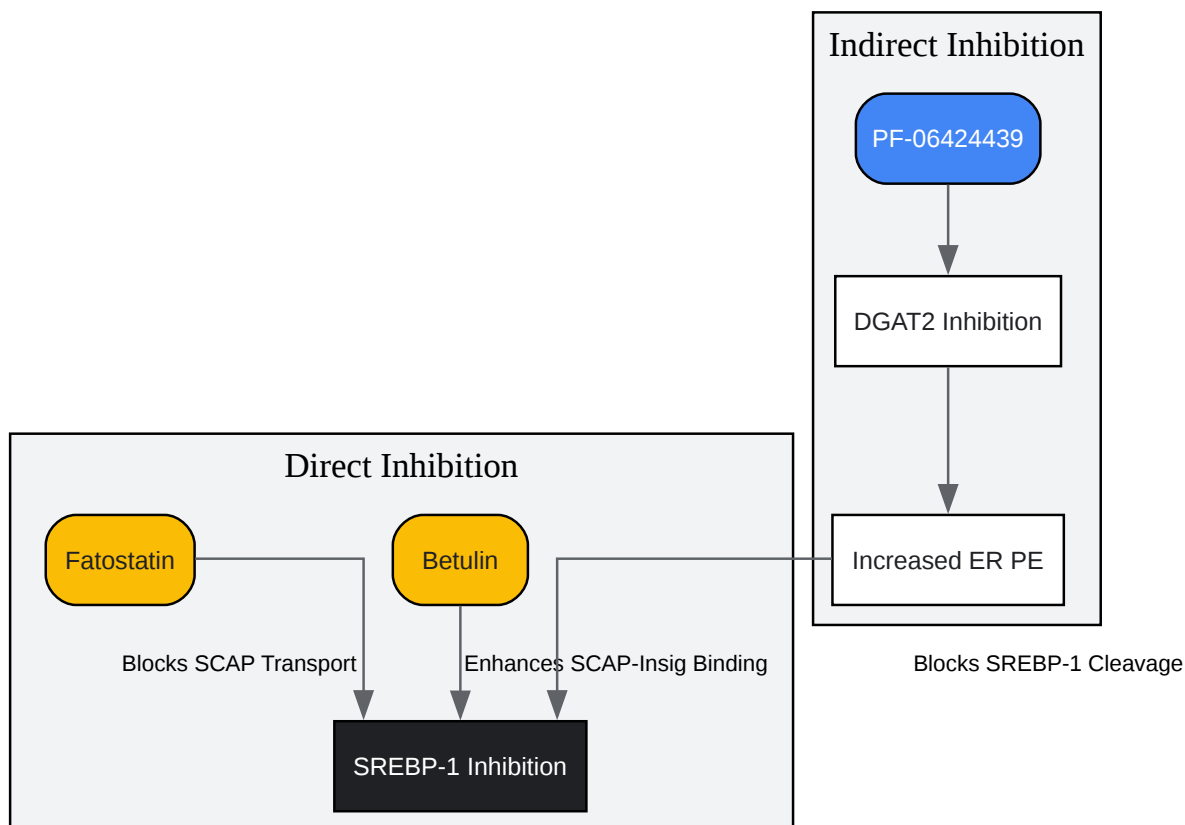 Indirect Inhibition
PF-06424439
DGAT2 Inhibition
Direct Inhibition
Fatostatin
Betulin
Increased ER PE
Blocks SCAP Transport
Enhances SCAP-Insig Binding
Blocks SREBP-1 Cleavage
SREBP-1 Inhibition